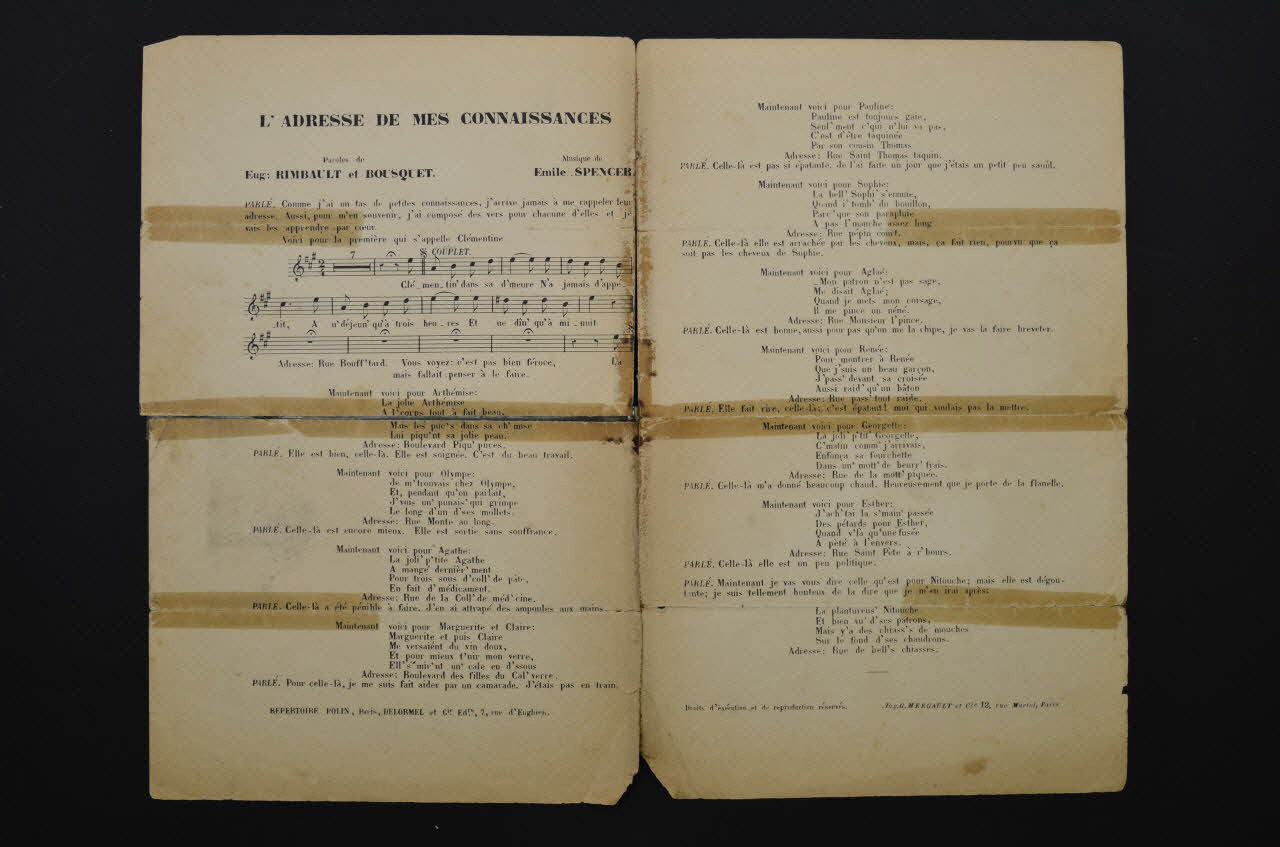 L'ADRESSE DE MES CONNAISSANCES
Paroles de
Eug: RIMBAULT et BOUSQUET.
Musique de
Emile SPENCER.
PARLÉ. Comme j'ai un tas de petites connaissances, j'arrive jamais à me rappeler leur
adresse. Aussi, pour m'en souvenir, j'ai composé des vers pour chacune d'elles et je
vais les apprendre par cœur
Voici pour la première qui s'appelle Clémentine
7
COUPLET.
Clé_men_tin' dans sa d'meure N'a jamais d'appé_
_tit, A n'déjeun' qu'à trois heu_res Et ne dîn' qu'à mi_nuit
Adresse: Rue Bouff'tard. Vous voyez: c'est pas bien féroce, La
mais fallait penser à le faire.
Maintenant voici pour Arthémise:
La jolie Arthémise
A l'corps tout à fait beau,
Mais les puc's dans sa ch'mise
Lui piqu'nt sa jolie peau.
Adresse: Boulevard Piqu' puces.
PARLÉ. Elle est bien, celle-là. Elle est soignée. C'est du beau travail.
Maintenant voici pour Olympe:
Je m'trouvais chez Olympe,
Et, pendant qu'on parlait,
J'vois un' punais' qui grimpe
Le long d'un d'ses mollets.
Adresse: Rue Monte au long.
PARLÉ. Celle-là est encore mieux. Elle est sortie sans souffrance.
Maintenant voici pour Agathe:
La joli' p'tite Agathe
A mangé dernièr'ment
Pour trois sous d'coll' de pâte,
En fait d'médicament.
Adresse: Rue de la Coll' de méd'cine.
PARLÉ. Celle-là a été pénible à faire. J'en ai attrapé des ampoules aux mains.
Maintenant voici pour Marguerite et Claire:
Marguerite et puis Claire
Me versaient du vin doux,
Et pour mieux t'nir mon verre,
Ell's mir'nt un' cale en d'ssous
Adresse: Boulevard des filles du Cal'verre.
PARLÉ. Pour celle-là, je me suis fait aider par un camarade. J'étais pas en train.
REPERTOIRE POLIN, Paris, DELORMEL et Cie Edrs, 7, rue d'Enghien.
Maintenant voici pour Pauline:
Pauline est toujours gaie,
Seul'ment c'qui n'lui va pas,
C'est d'être taquinée
Par son cousin Thomas
Adresse: Rue Saint Thomas taquin.
PARLÉ. Celle-là est pas si épatante. Je l'ai faite un jour que j'étais un petit peu saoûl.
Maintenant voici pour Sophie:
La bell' Sophi' s'ennuie,
Quand i'tomb' du bouillon,
Parc'que son parapluie
A pas l'manche assez long
Adresse: Rue pépin court.
PARLÉ. Celle-là elle est arrachée par les cheveux, mais, ça fait rien, pourvu que ça
soit pas les cheveux de Sophie.
Maintenant voici pour Aglaé:
_Mon patron n'est pas sage,
Me disait Aglaé;
Quand je mets mon corsage,
Il me pince un néné.
Adresse: Rue Monsieur l'pince.
PARLÉ. Celle-là est bonne, aussi pour pas qu'on me la chipe, je vas la faire breveter.
Maintenant voici pour Renée:
Pour montrer à Renée
Que j'suis un beau garçon,
J'pass' devant sa croisée
Aussi raid' qu'un bâton
Adresse: Rue pass' tout raide.
PARLÉ. Elle fait rire, celle-là; c'est épatant! moi qui voulais pas la mettre.
Maintenant voici pour Georgette:
La joli' p'tit' Georgette,
C'matin comm' j'arrivais,
Enfonça sa fourchette
Dans un' mott' de beurr' frais.
Adresse: Rue de la mott' piquée.
PARLÉ. Celle-là m'a donné beaucoup chaud. Heureusement que je porte de la flanelle.
Maintenant voici pour Esther:
J'ach'tai la s'main' passée
Des pétards pour Esther,
Quand v'là qu'une fusée
A pété à l'envers.
Adresse: Rue Saint Pète à r'bours.
PARLÉ. Celle-là elle est un peu politique.
PARLÉ. Maintenant je vas vous dire celle qu'est pour Nitouche; mais elle est dégou-
tante; je suis tellement honteux de la dire que je m'en irai après:
La plantureus' Nitouche
Et bien vu' d'ses patrons,
Mais y'a des chiass's de mouches
Sur le fond d'ses chaudrons.
Adresse: Rue de bell's chiasses.
Droits d'exécution et de reproduction réservés.
Imp. G. MERGAULT et Cie 12, rue Martel, Paris